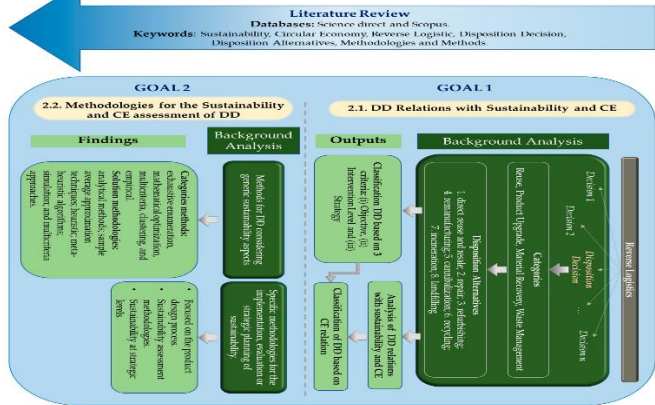 Literature Review
Databases: Science direct and Scopus.
Keywords: Sustainability, Circular Economy, Reverse Logistic, Disposition Decision,
Disposition Alternatives, Methodologies and Methods
GOAL 2
2.2. Methodologies for the Sustainability
and CE assessment of DD
Findings
Background
Analysis
Categories methods:
exhaustive enumeration,
mathematical optimization,
multicriteria, clustering, and
empirical.
Solution methodologies:
analytical methods; sample
average approximation
techniques; heuristic; meta-
heuristic algorithms;
simulation; and multicriteria
approaches.
Methods for DD considering
generic sustainability aspects
• Focused on the product
design process
• Sustainability assessment
methodologies.
• Sustainability at strategic
levels.
Specific methodologies for the
implementation, evaluation or
strategic planning of
sustainability.
GOAL 1
2.1. DD Relations with Sustainability and CE
Outputs
Background Analysis
Classification DD based on 3
criteria: (i) Objective, (ii)
Intervention Level and (iii)
Strategy
Analysis of DD relations
with sustainability and CE
Classification of DD based on
CE relation
Reverse Logistics
Decision 1
Decision 2
Disposition
Decision
...
Decision n
Categories
Reuse, Product Upgrade, Material Recovery, Waste Management
Disposition Alternatives
1. direct reuse and resale; 2. repair; 3. refurbishing;
4. remanufacturing; 5. cannibalization; 6. recycling;
7. incineration; 8. landfilling